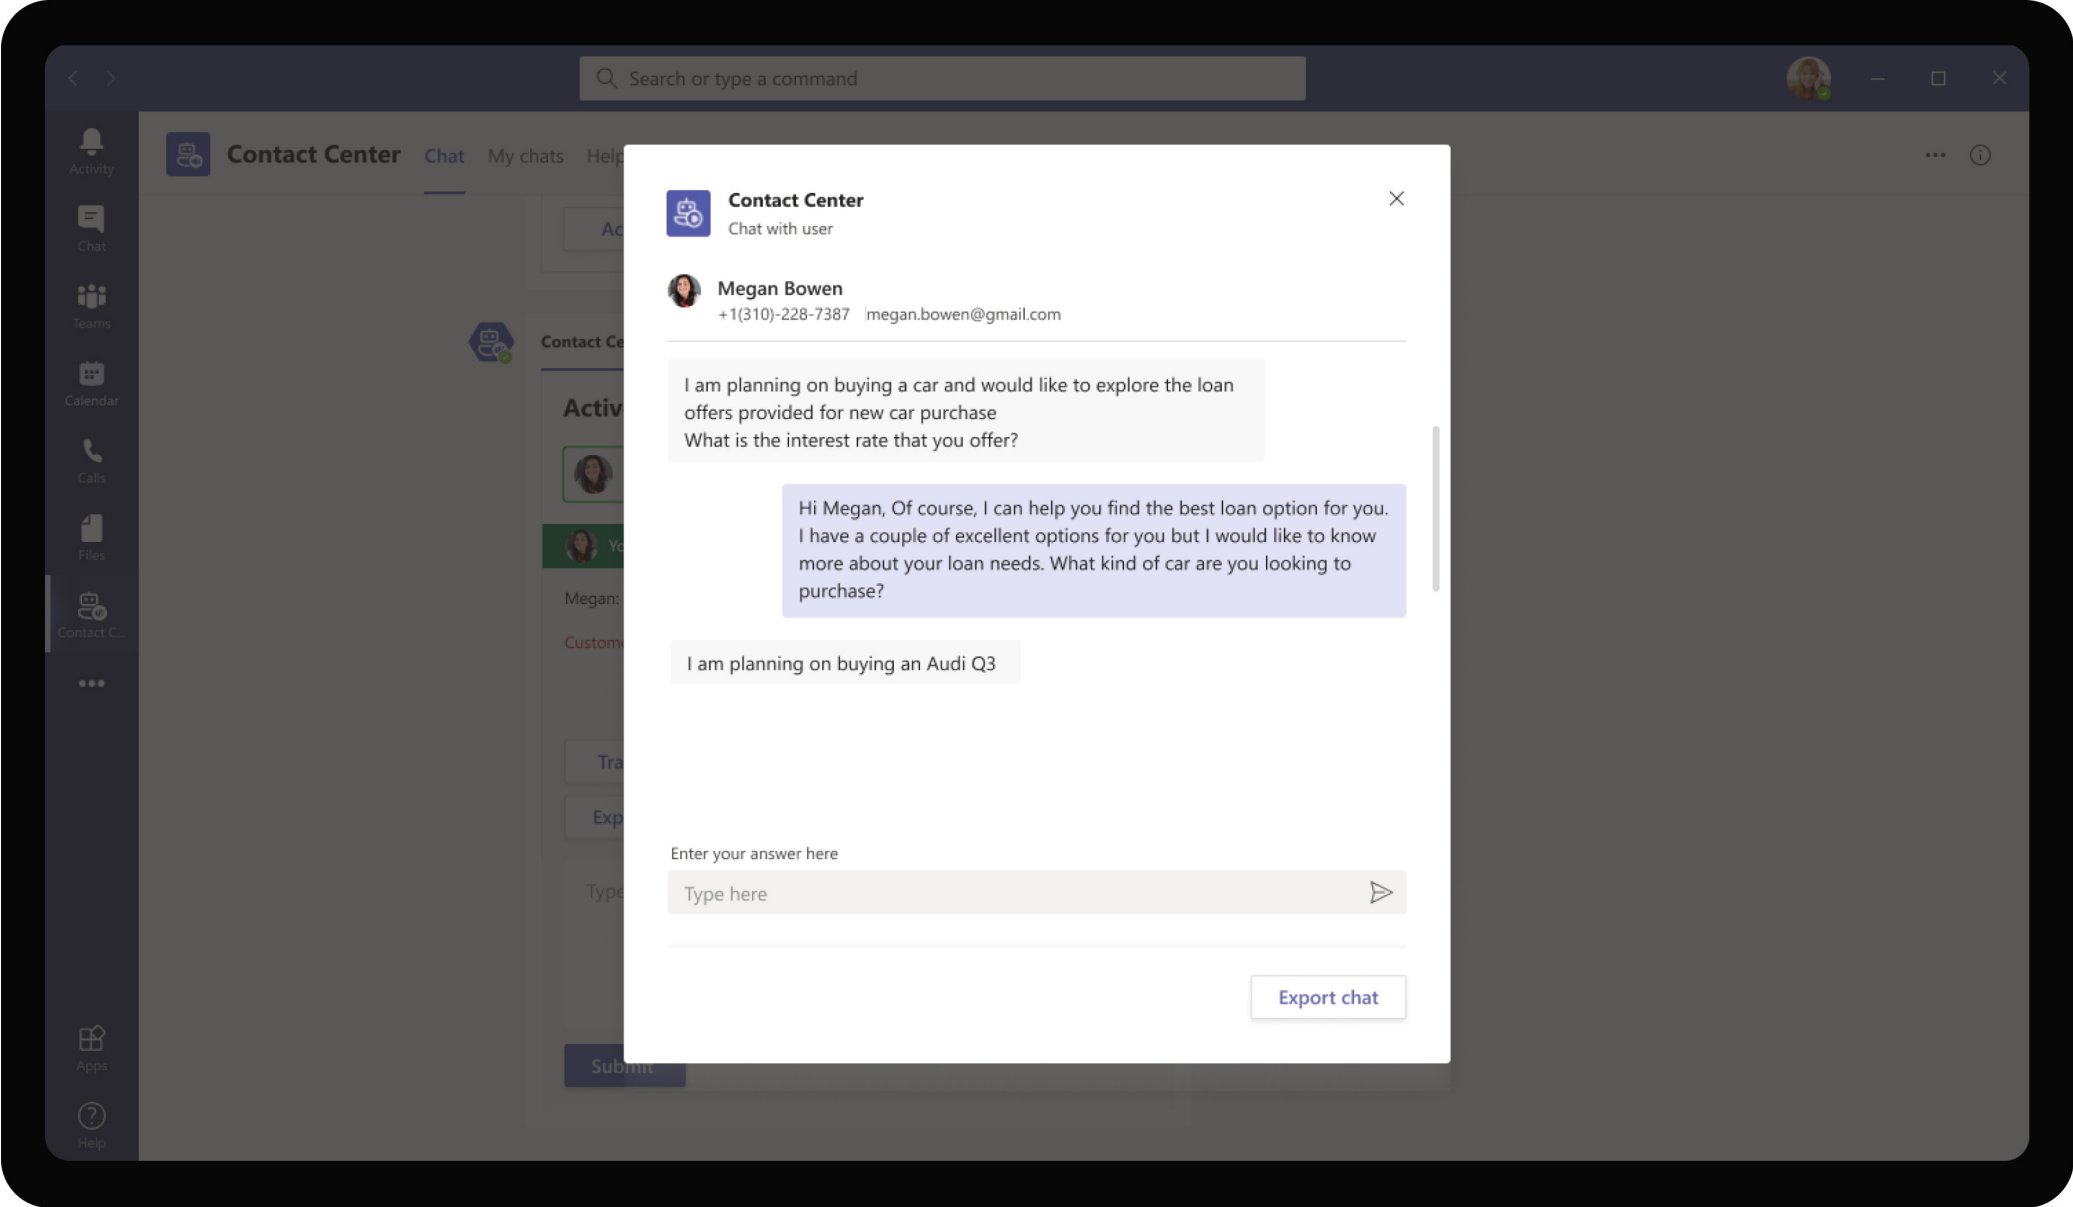 Search or type a command
Activity
Chat
Teams
Calendar
Calls
Files
Contact C...
Apps
Help
Contact Center
Chat
My chats
Help
Contact Ce
Activ
Megan:
Custome
Submit
Contact Center
Chat with user
Megan Bowen
+1(310)-228-7387 megan.bowen@gmail.com
I am planning on buying a car and would like to explore the loan
offers provided for new car purchase
What is the interest rate that you offer?
Hi Megan, Of course, I can help you find the best loan option for you.
I have a couple of excellent options for you but I would like to know
more about your loan needs. What kind of car are you looking to
purchase?
I am planning on buying an Audi Q3
Enter your answer here
Type here
Export chat